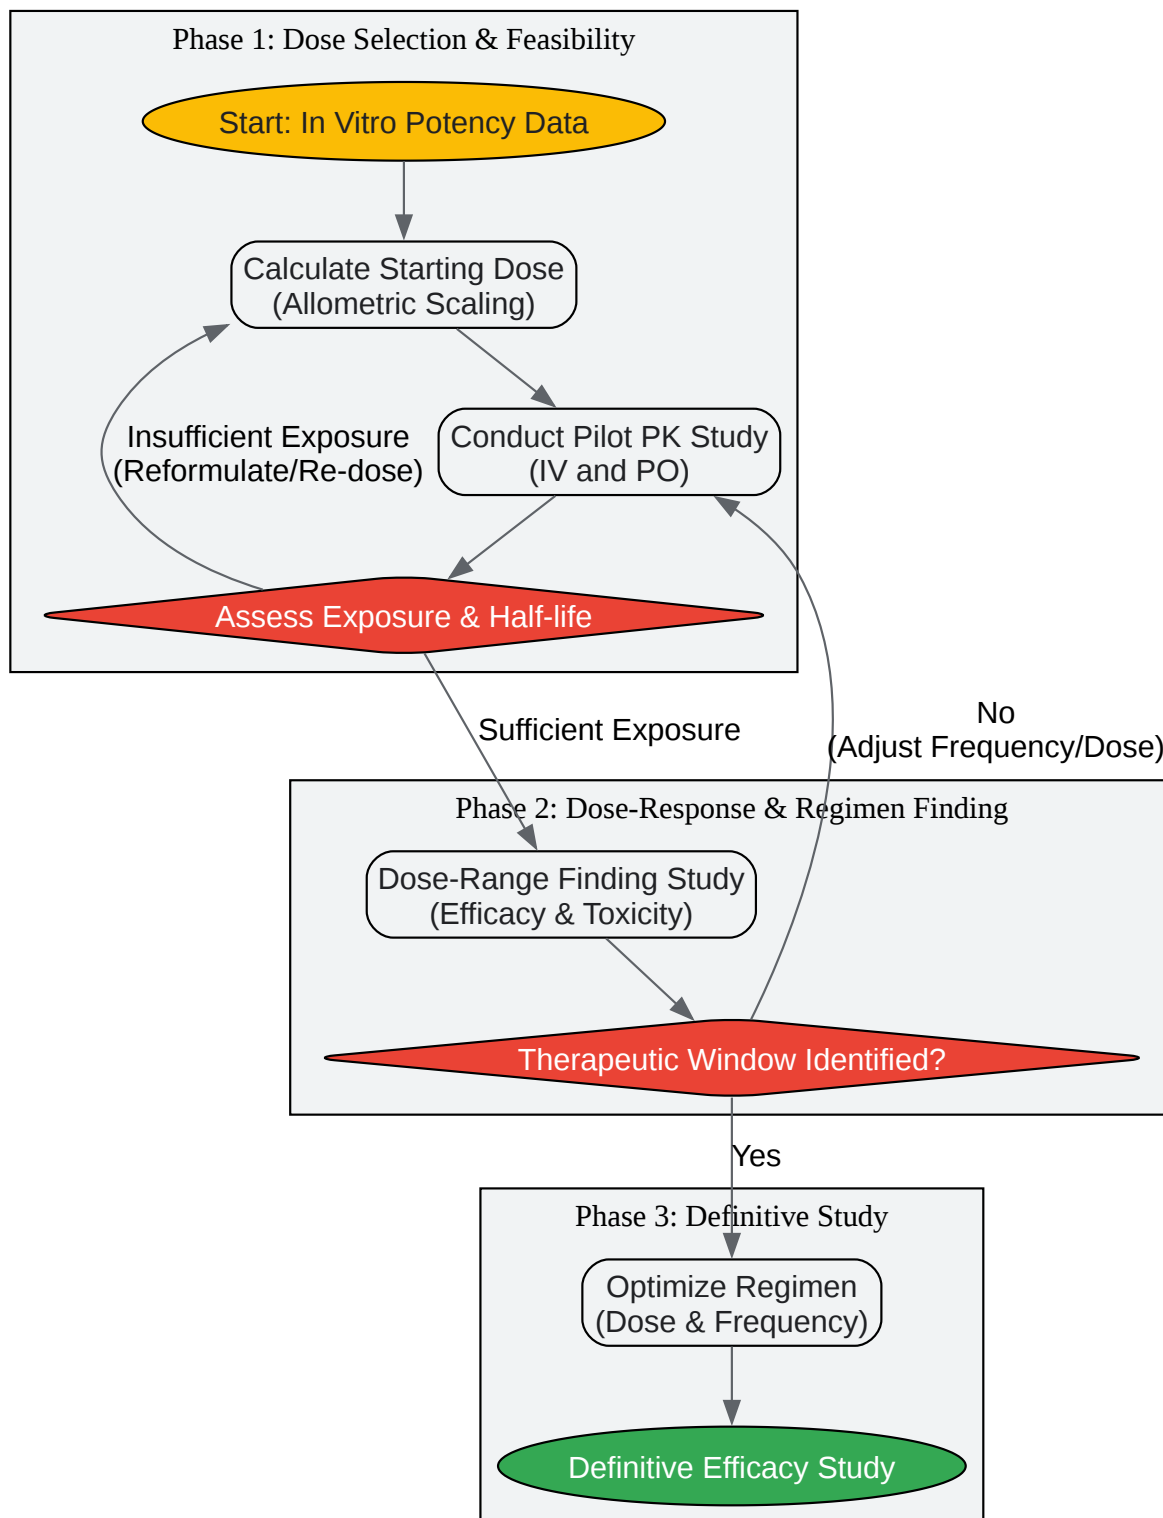 Phase 1: Dose Selection & Feasibility
Start: In Vitro Potency Data
Calculate Starting Dose
(Allometric Scaling)
Insufficient Exposure
(Reformulate/Re-dose)
Conduct Pilot PK Study
(IV and PO)
Assess Exposure & Half-life
Sufficient Exposure
No
(Adjust Frequency/Dose)
Phase 2: Dose-Response & Regimen Finding
Dose-Range Finding Study
(Efficacy & Toxicity)
Therapeutic Window Identified?
Yes
Phase 3: Definitive Study
Optimize Regimen
(Dose & Frequency)
Definitive Efficacy Study